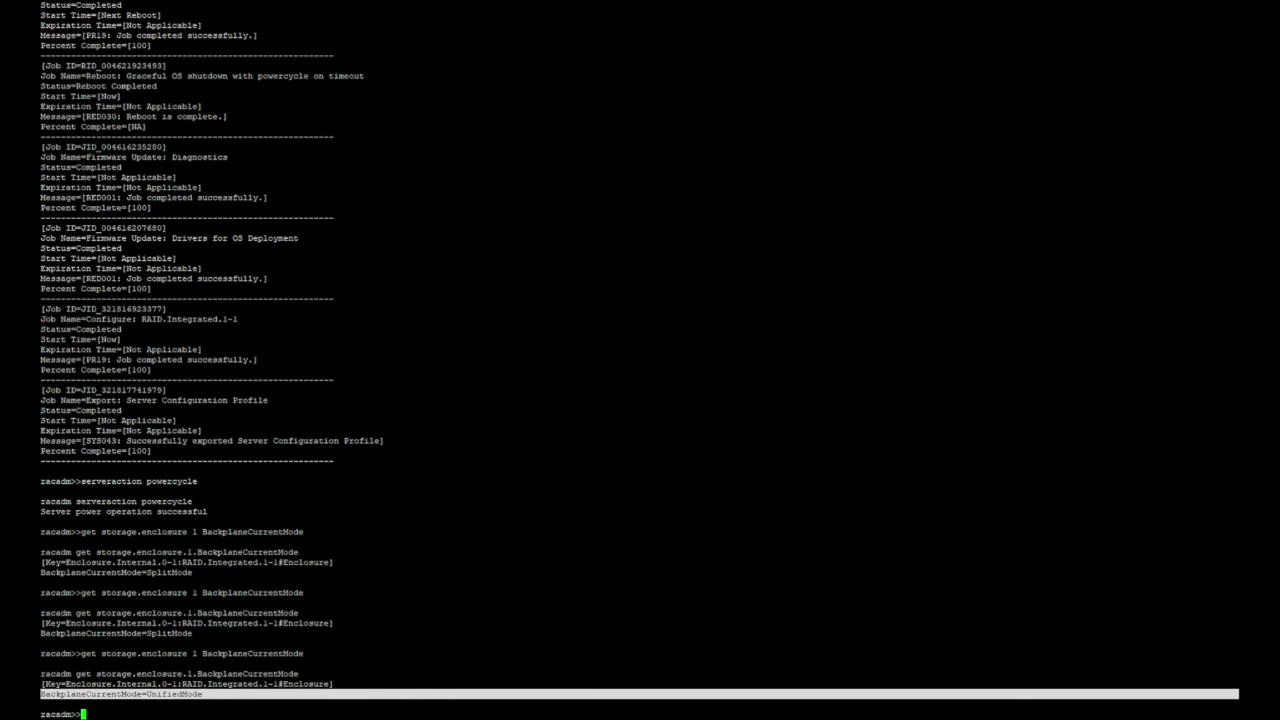 Status=Completed
Start Time=[Next Reboot]
Expiration Time=[Not Applicable]
Message=[PR19: Job completed successfully.]
Percent Complete=[100]
----------------------------------------------------------
[Job ID=RID_004621923493]
Job Name=Reboot: Graceful OS shutdown with powercycle on timeout
Status=Reboot Completed
Start Time=[Now]
Expiration Time=[Not Applicable]
Message=[RED030: Reboot is complete.]
Percent Complete=[NA]
----------------------------------------------------------
[Job ID=JID_004616235280]
Job Name=Firmware Update: Diagnostics
Status=Completed
Start Time=[Not Applicable]
Expiration Time=[Not Applicable]
Message=[RED001: Job completed successfully.]
Percent Complete=[100]
----------------------------------------------------------
[Job ID=JID_004616207680]
Job Name=Firmware Update: Drivers for OS Deployment
Status=Completed
Start Time=[Not Applicable]
Expiration Time=[Not Applicable]
Message=[RED001: Job completed successfully.]
Percent Complete=[100]
----------------------------------------------------------
[Job ID=JID_321816923377]
Job Name=Configure: RAID.Integrated.1-1
Status=Completed
Start Time=[Now]
Expiration Time=[Not Applicable]
Message=[PR19: Job completed successfully.]
Percent Complete=[100]
----------------------------------------------------------
[Job ID=JID_321817741979]
Job Name=Export: Server Configuration Profile
Status=Completed
Start Time=[Not Applicable]
Expiration Time=[Not Applicable]
Message=[SYS043: Successfully exported Server Configuration Profile]
Percent Complete=[100]
----------------------------------------------------------
racadm>>serveraction powercycle
racadm serveraction powercycle
Server power operation successful
racadm>>get storage.enclosure 1 BackplaneCurrentMode
racadm get storage.enclosure.1.BackplaneCurrentMode
[Key=Enclosure.Internal.0-1:RAID.Integrated.1-1#Enclosure]
BackplaneCurrentMode=SplitMode
racadm>>get storage.enclosure 1 BackplaneCurrentMode
racadm get storage.enclosure.1.BackplaneCurrentMode
[Key=Enclosure.Internal.0-1:RAID.Integrated.1-1#Enclosure]
BackplaneCurrentMode=SplitMode
racadm>>get storage.enclosure 1 BackplaneCurrentMode
racadm get storage.enclosure.1.BackplaneCurrentMode
[Key=Enclosure.Internal.0-1:RAID.Integrated.1-1#Enclosure]
BackplaneCurrentMode=UnifiedMode
racadm>>